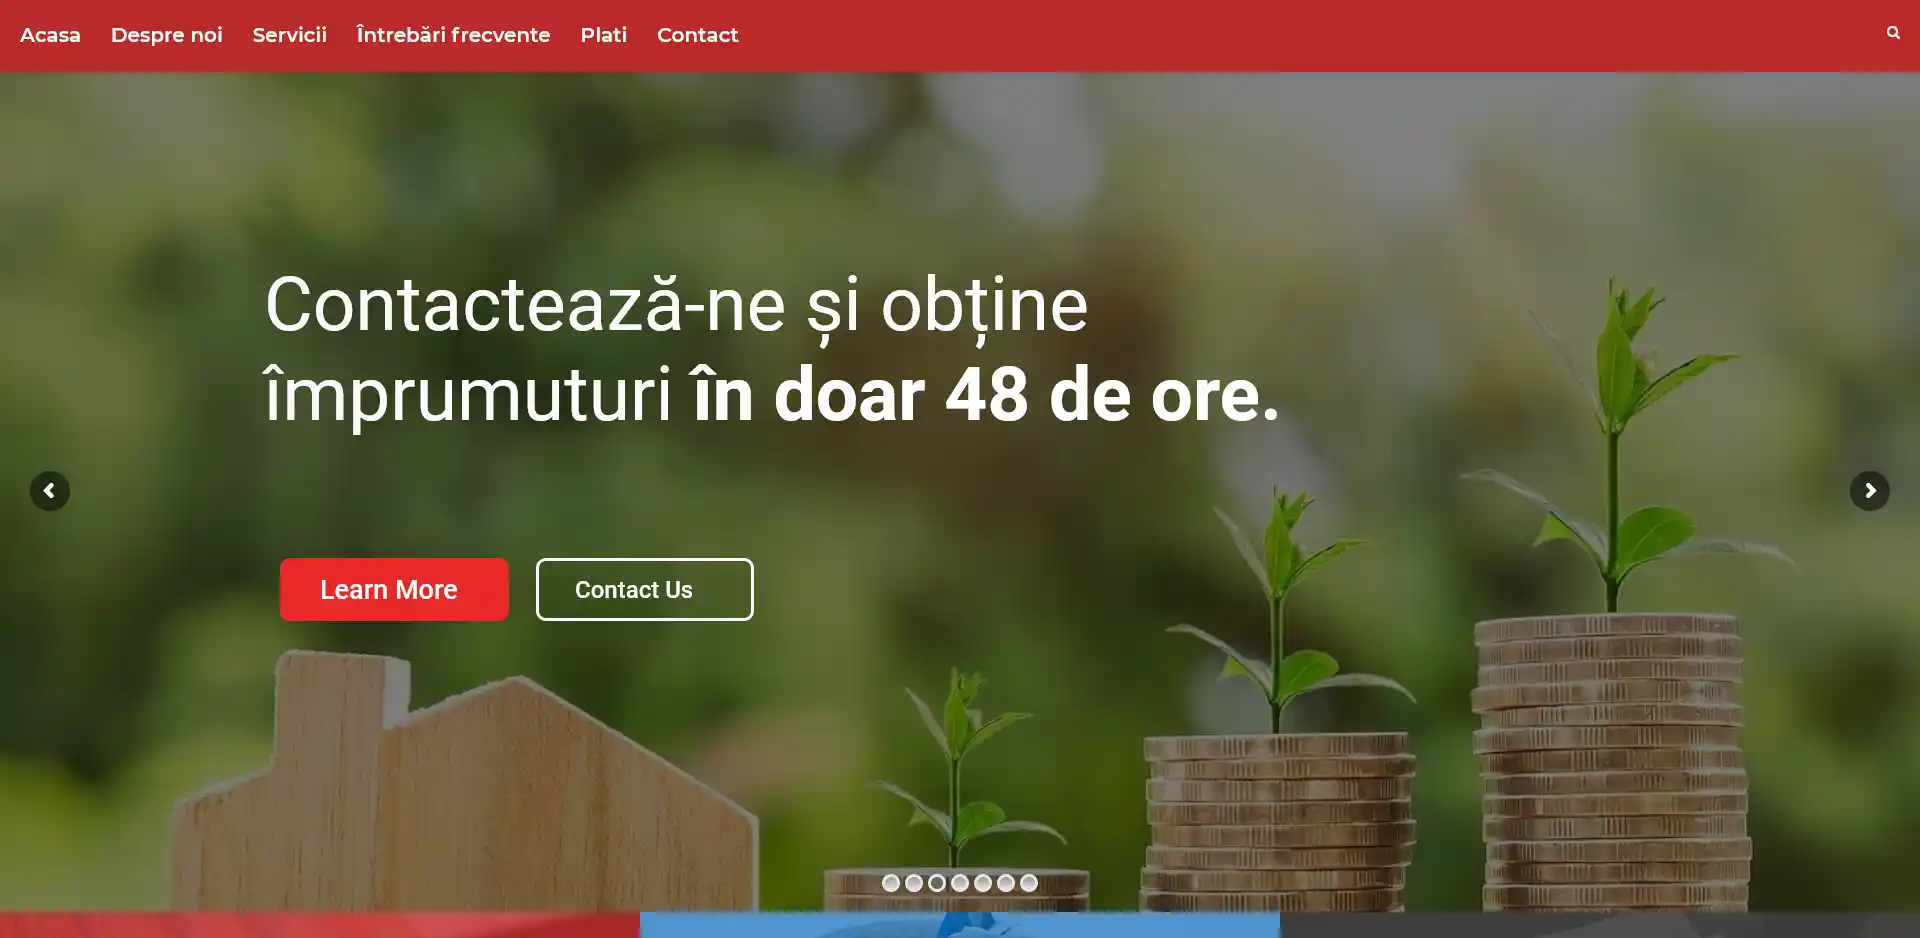 Acasa Despre noi Servicii Întrebări frecvente Plati Contact
Contactează-ne și obține
împrumuturi în doar 48 de ore.
Learn More Contact Us